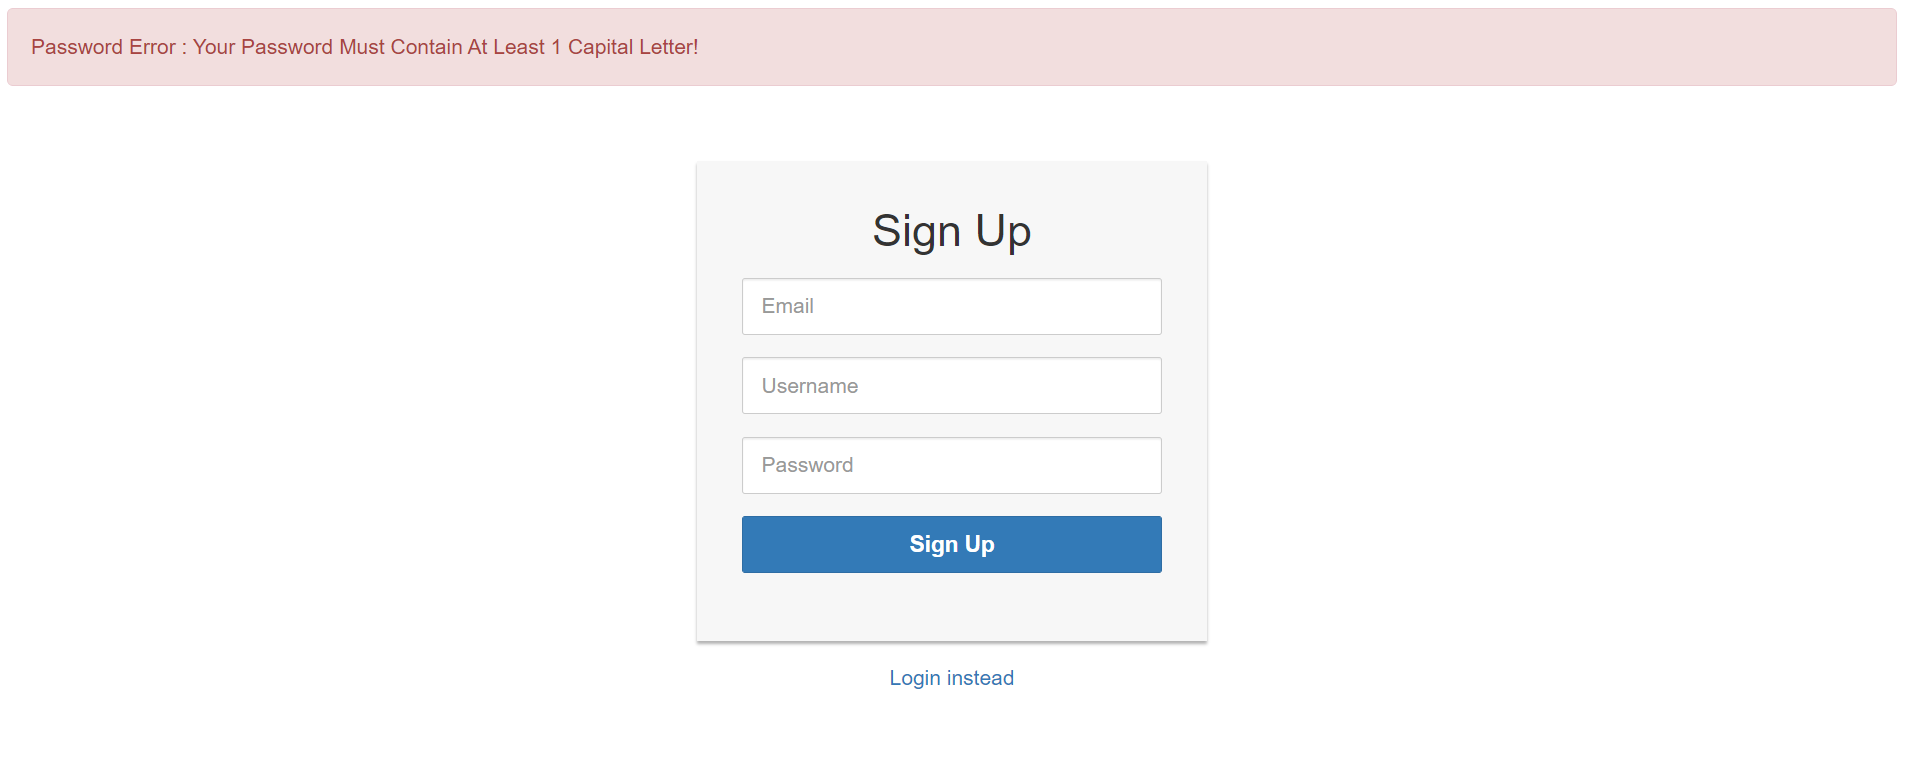 Password Error : Your Password Must Contain At Least 1 Capital Letter!
Sign Up
Email
Username
Password
Sign Up
Login instead